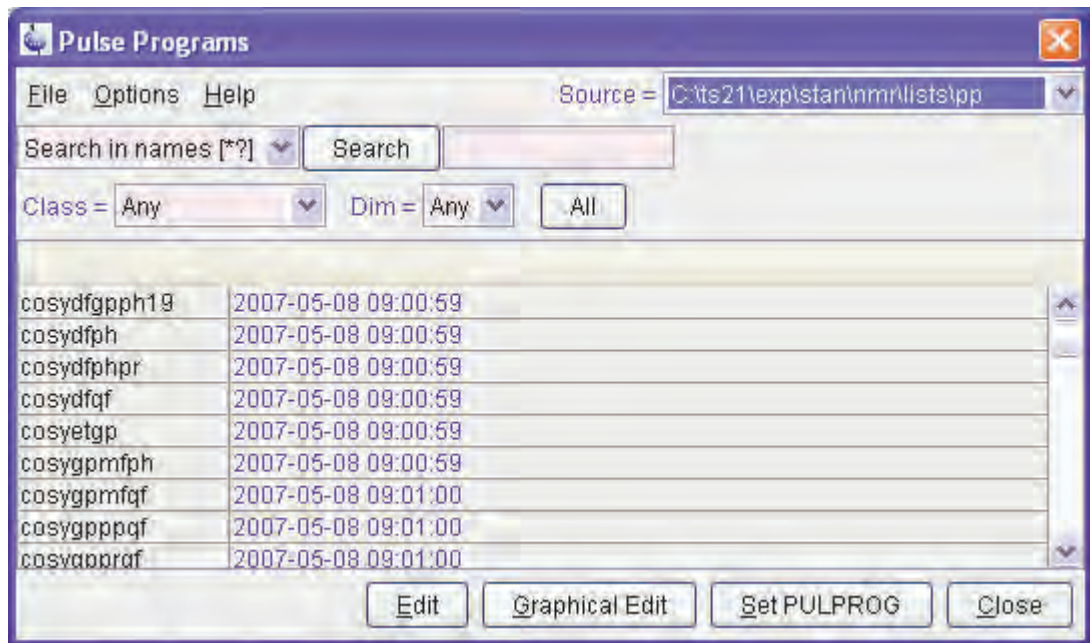 Pulse Programs
File Options Help Source = C:\ts21\exp\stan\nmr\lists\pp
Search in names [*?] Search
Class = Any Dim = Any All
cosydfgpph19 2007-05-08 09:00:59
cosydfph 2007-05-08 09:00:59
cosydfphpr 2007-05-08 09:00:59
cosydfqf 2007-05-08 09:00:59
cosyetgp 2007-05-08 09:00:59
cosygpmfph 2007-05-08 09:00:59
cosygpmfqf 2007-05-08 09:01:00
cosygpppqf 2007-05-08 09:01:00
cosygpprqf 2007-05-08 09:01:00
Edit Graphical Edit Set PULPROG Close